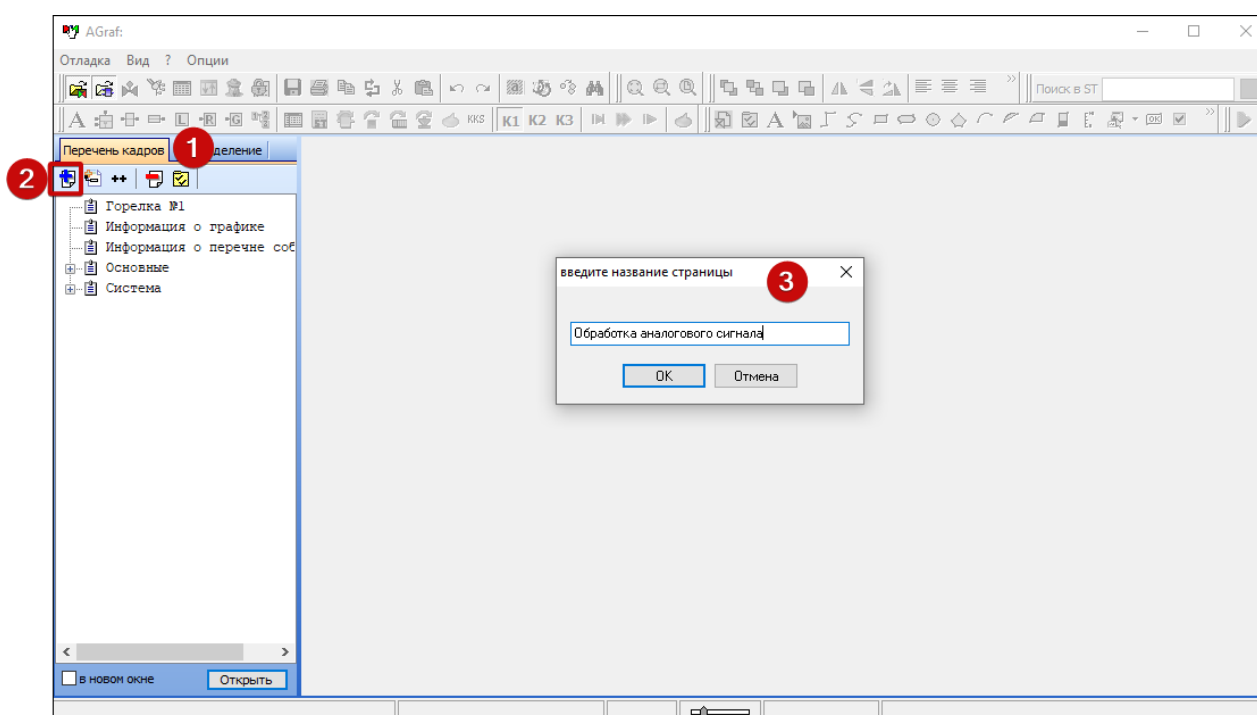 AGraf:
Отладка Вид ? Опции
Поиск в ST
A L R G KKS K1 K2 K3 A OK
Перечень кадров 1 деление
2
++
Горелка №1
Информация о графике
Информация о перечне соб
Основные
Система
введите название страницы 3
Обработка аналогового сигнала
OK Отмена
в новом окне Открыть